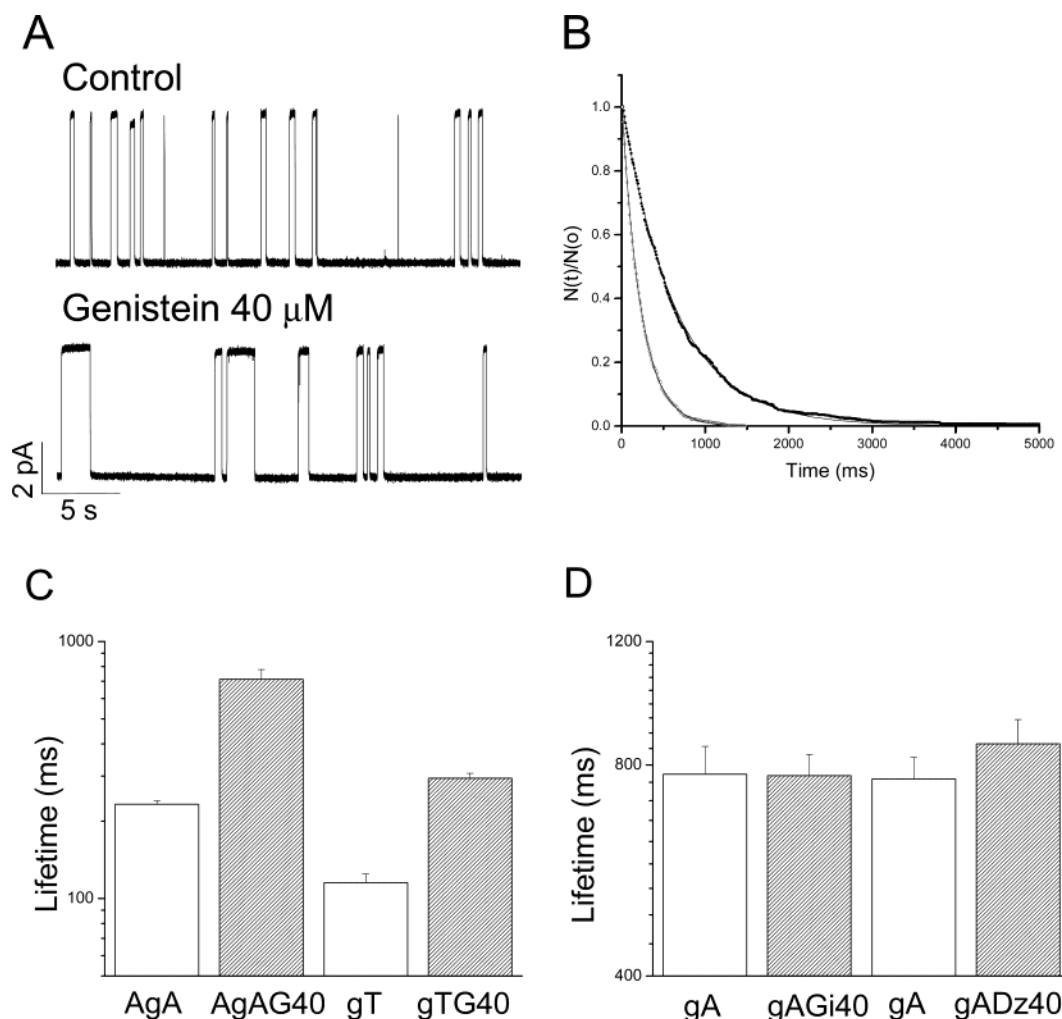 A
Control
Genistein 40 μM
2 pA
5 s
B
1.0
0.8
0.6
0.4
0.2
0.0
N(t)/N(o)
0
1000
2000
3000
4000
5000
Time (ms)
C
1000
100
Lifetime (ms)
AgA
AgAG40
gT
gTG40
D
1200
800
400
Lifetime (ms)
gA
gAGi40
gA
gADz40